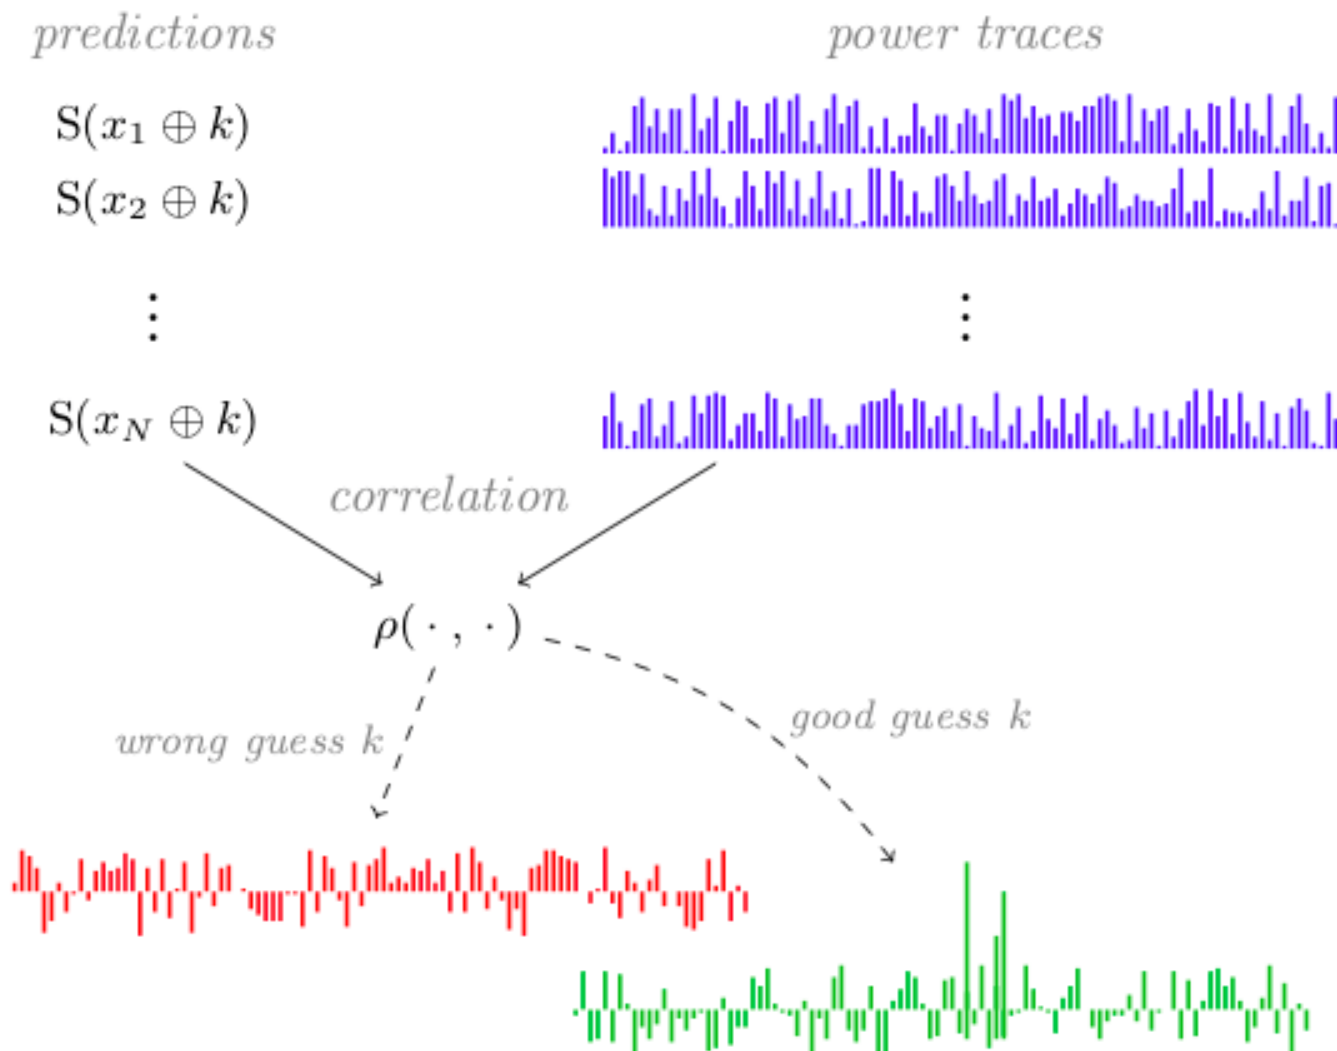 predictions
power traces
S(x₁ ⊕ k)
S(x₂ ⊕ k)
⋮
⋮
S(x_N ⊕ k)
correlation
ρ( · , · )
good guess k
wrong guess k